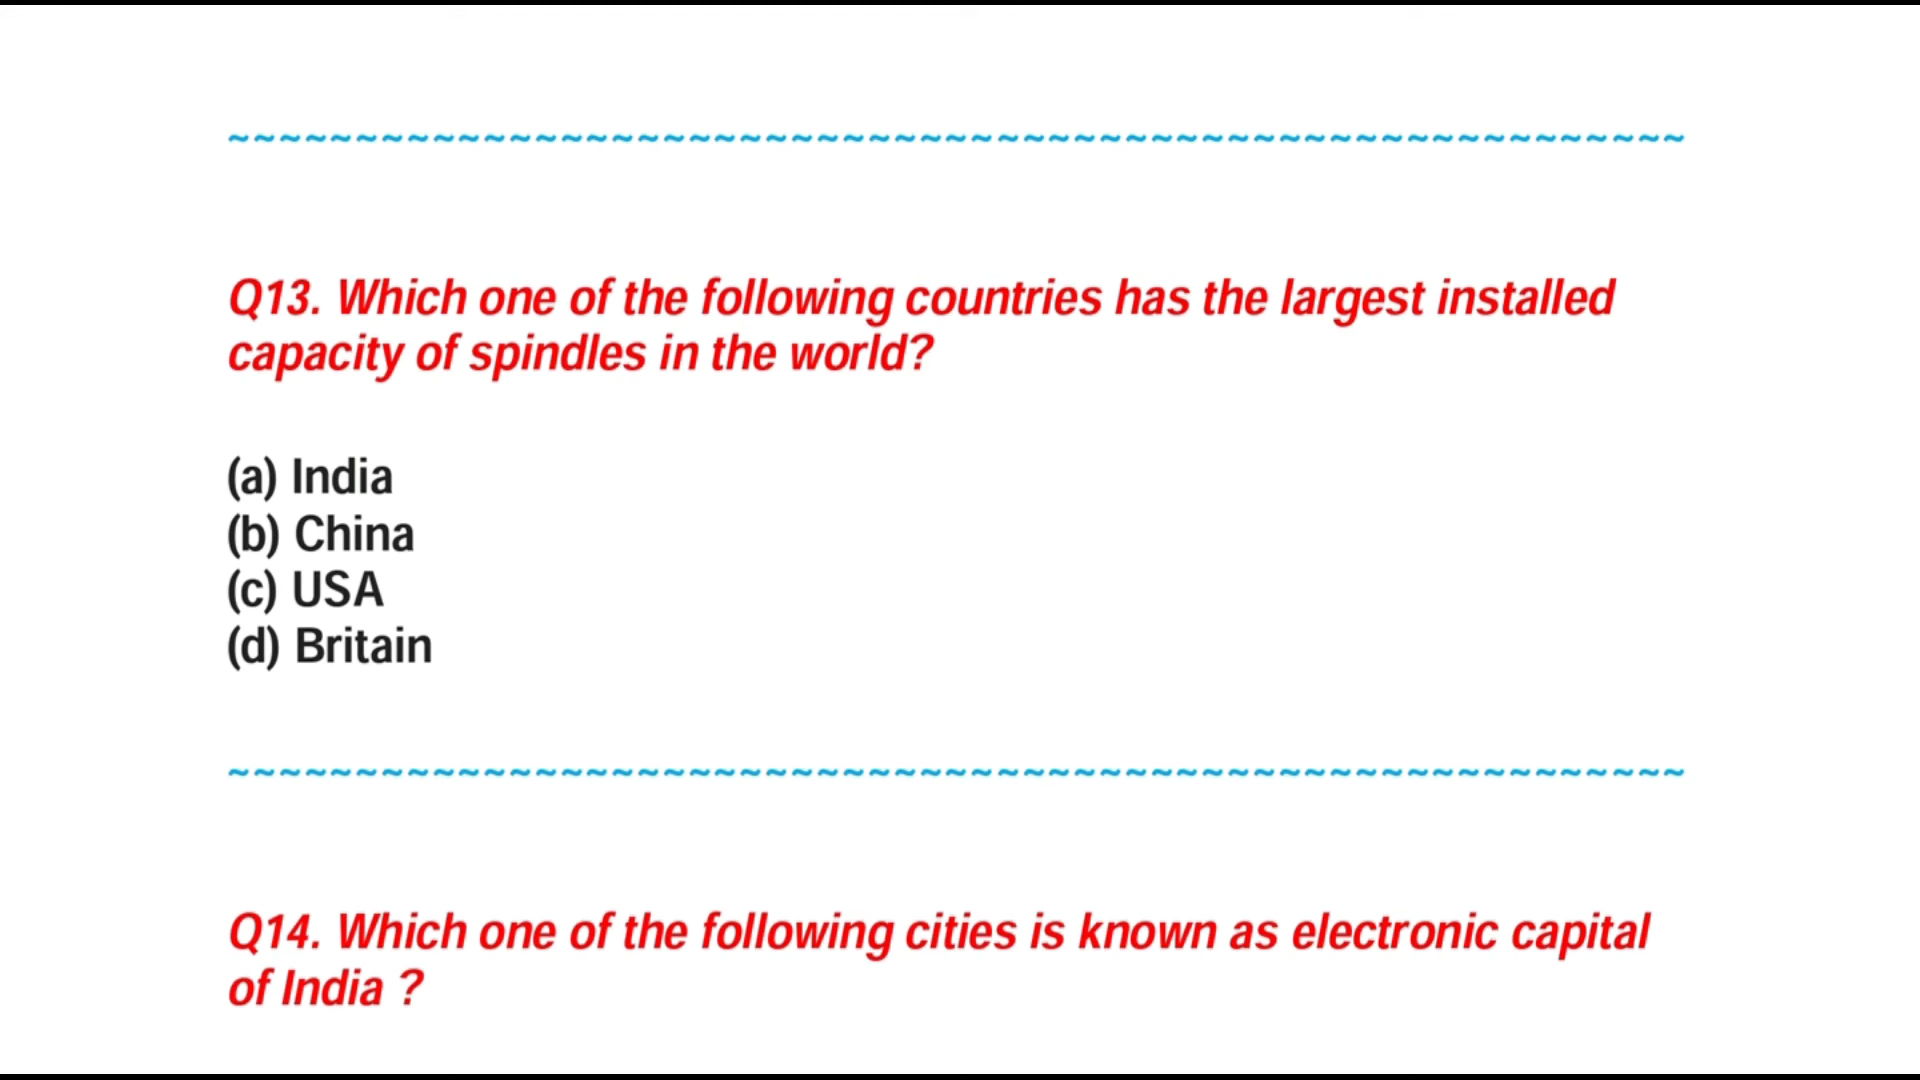 ~~~~~~~~~~~~~~~~~~~~~~~~~~~~~~~~~~~~~~~~~~~~~~~~~~~~~~~~~
Q13. Which one of the following countries has the largest installed
capacity of spindles in the world?
(a) India
(b) China
(c) USA
(d) Britain
~~~~~~~~~~~~~~~~~~~~~~~~~~~~~~~~~~~~~~~~~~~~~~~~~~~~~~~~~
Q14. Which one of the following cities is known as electronic capital
of India ?